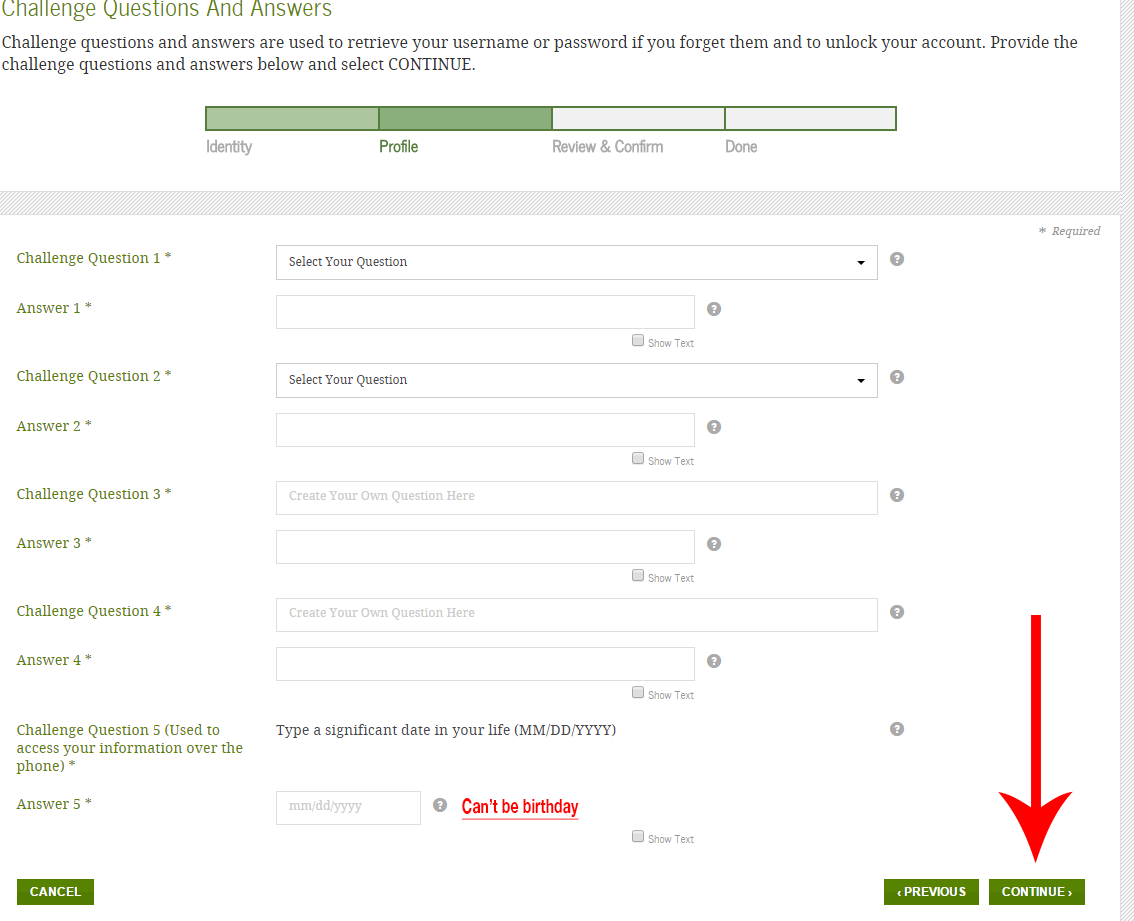 Challenge Questions And Answers
Challenge questions and answers are used to retrieve your username or password if you forget them and to unlock your account. Provide the
challenge questions and answers below and select CONTINUE.
Identity Profile Review & Confirm Done
* Required
Challenge Question 1 * Select Your Question ?
Answer 1 * ?
Show Text
Challenge Question 2 * Select Your Question ?
Answer 2 * ?
Show Text
Challenge Question 3 * Create Your Own Question Here ?
Answer 3 * ?
Show Text
Challenge Question 4 * Create Your Own Question Here ?
Answer 4 * ?
Show Text
Challenge Question 5 (Used to Type a significant date in your life (MM/DD/YYYY) ?
access your information over the
phone) *
Answer 5 * mm/dd/yyyy ? Can't be birthday
Show Text
CANCEL ‹ PREVIOUS CONTINUE ›